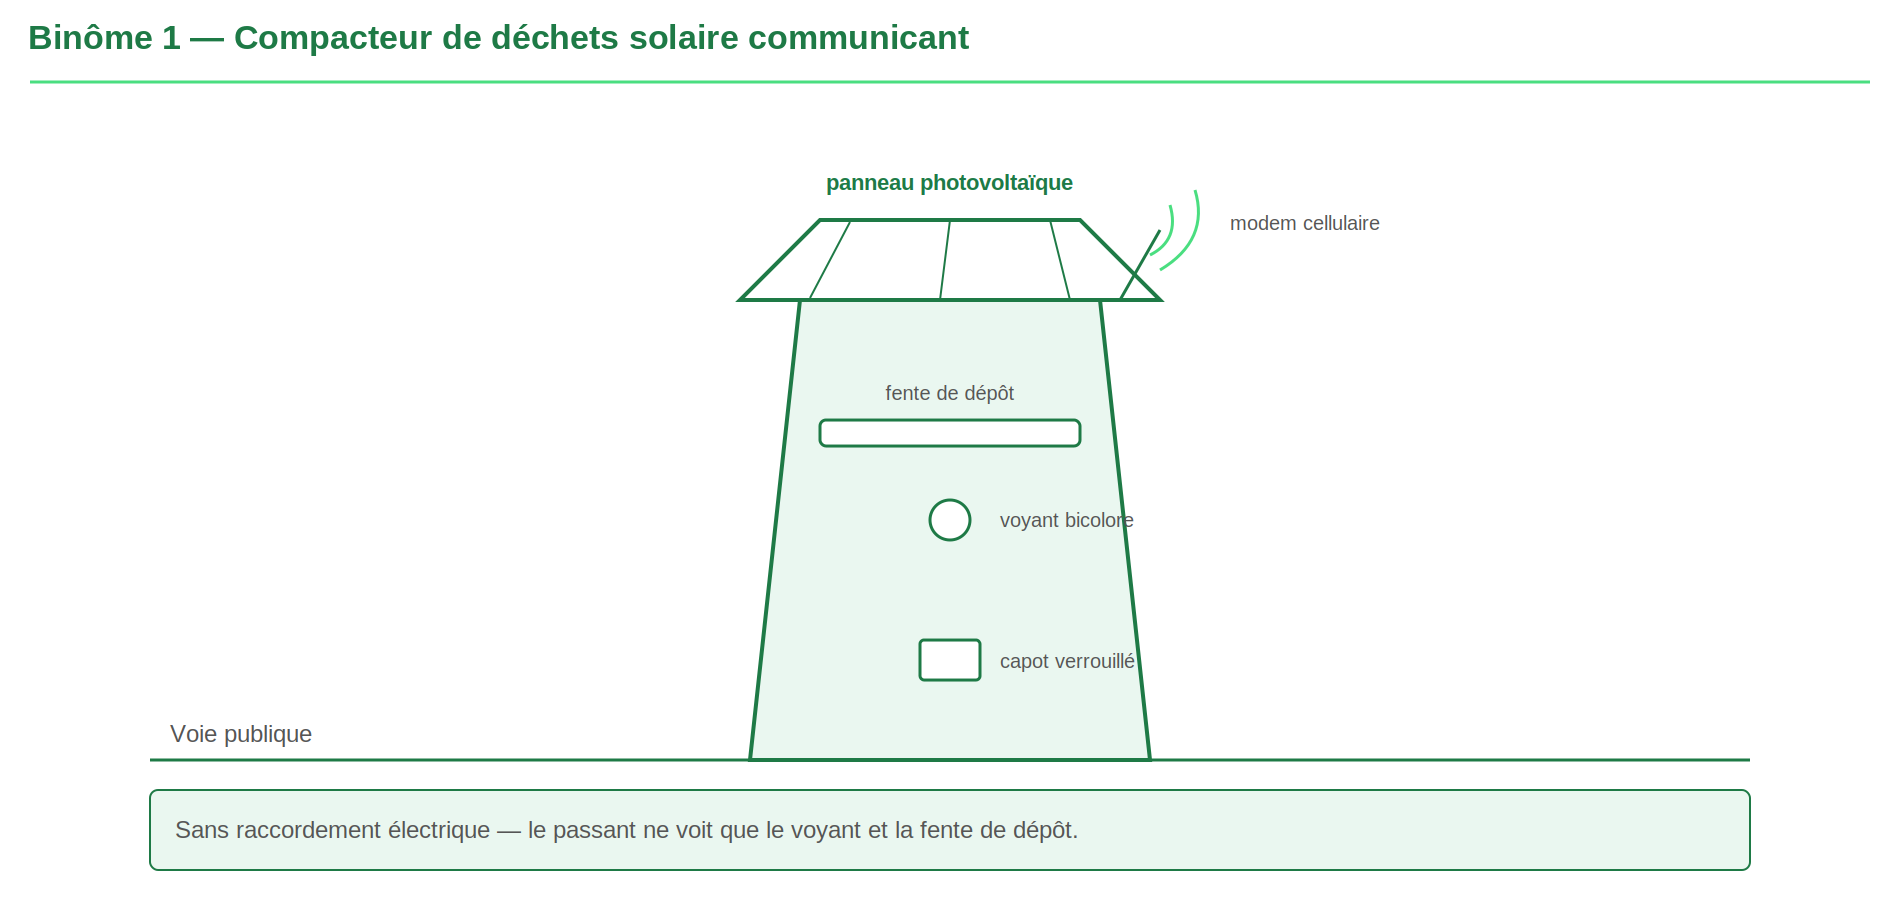 Binôme 1 — Compacteur de déchets solaire communicant
panneau photovoltaïque
modem cellulaire
fente de dépôt
voyant bicolore
capot verrouillé
Voie publique
Sans raccordement électrique — le passant ne voit que le voyant et la fente de dépôt.